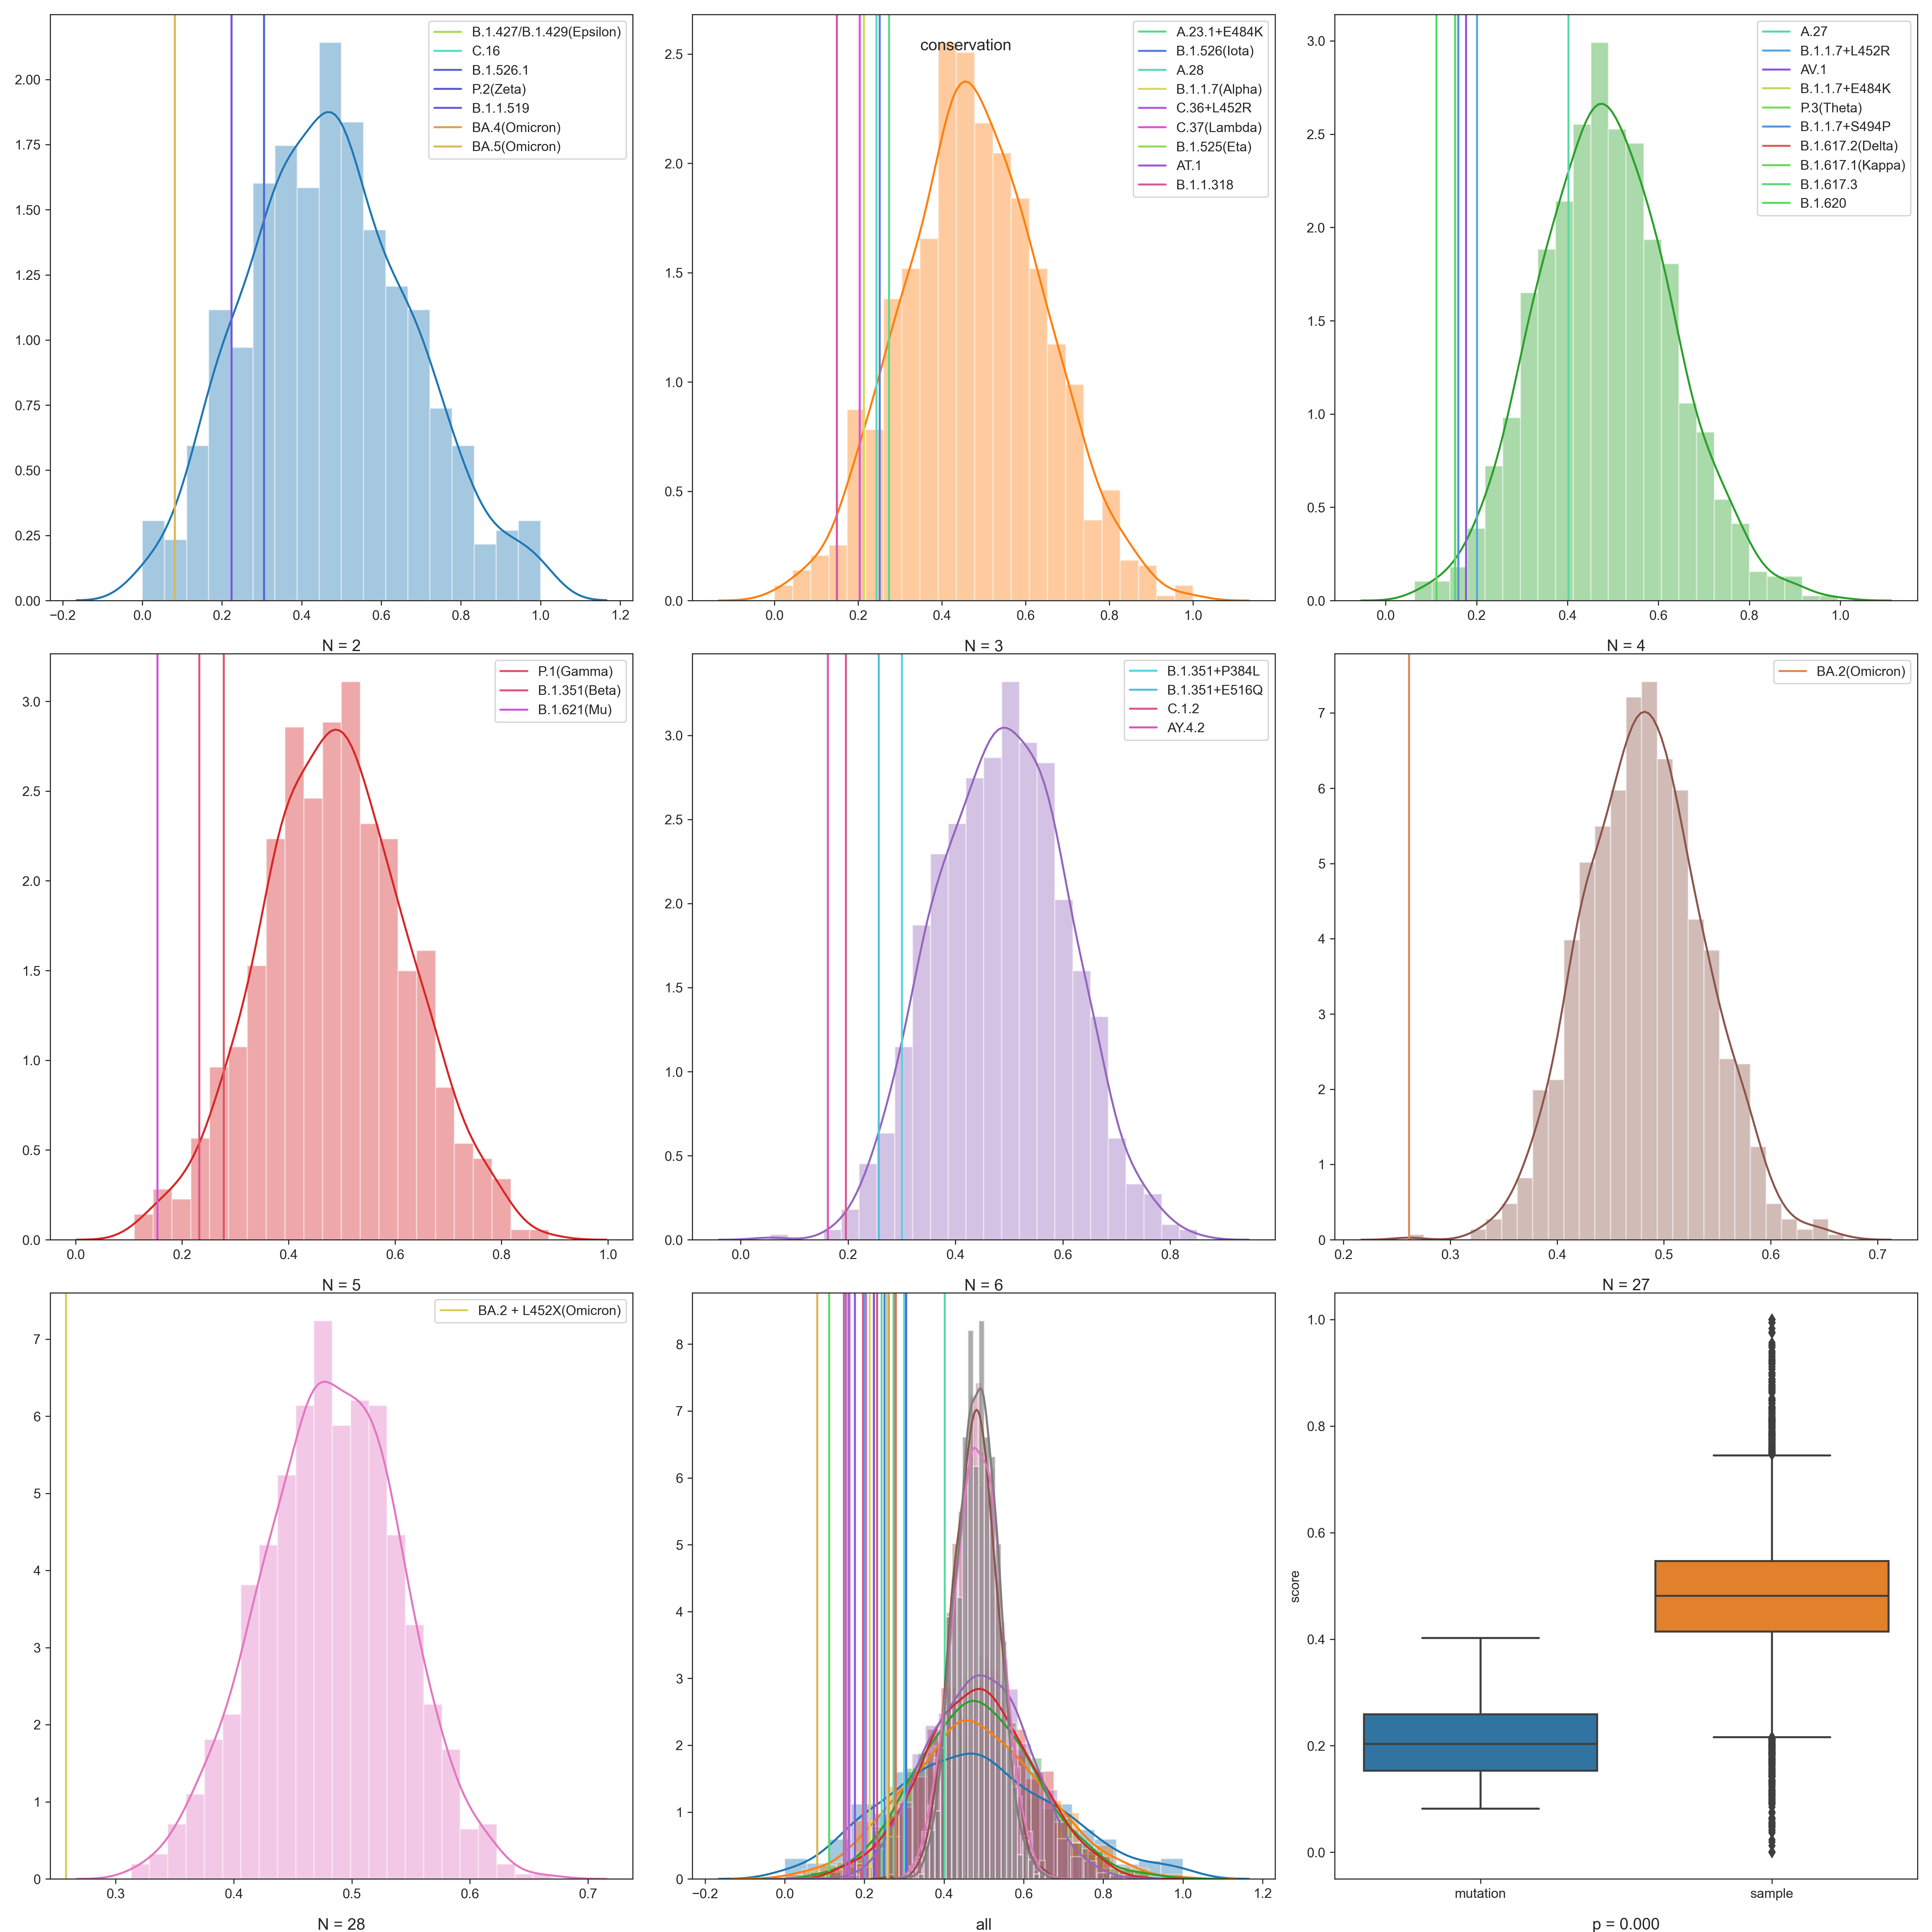 conservation
B.1.427/B.1.429(Epsilon)
C.16
B.1.526.1
P.2(Zeta)
B.1.1.519
BA.4(Omicron)
BA.5(Omicron)
2.00
1.75
1.50
1.25
1.00
0.75
0.50
0.25
0.00
−0.2 0.0 0.2 0.4 0.6 0.8 1.0 1.2
N = 2
A.23.1+E484K
B.1.526(Iota)
A.28
B.1.1.7(Alpha)
C.36+L452R
C.37(Lambda)
B.1.525(Eta)
AT.1
B.1.1.318
2.5
2.0
1.5
1.0
0.5
0.0
0.0 0.2 0.4 0.6 0.8 1.0
N = 3
A.27
B.1.1.7+L452R
AV.1
B.1.1.7+E484K
P.3(Theta)
B.1.1.7+S494P
B.1.617.2(Delta)
B.1.617.1(Kappa)
B.1.617.3
B.1.620
3.0
2.5
2.0
1.5
1.0
0.5
0.0
0.0 0.2 0.4 0.6 0.8 1.0
N = 4
P.1(Gamma)
B.1.351(Beta)
B.1.621(Mu)
3.0
2.5
2.0
1.5
1.0
0.5
0.0
0.0 0.2 0.4 0.6 0.8 1.0
N = 5
B.1.351+P384L
B.1.351+E516Q
C.1.2
AY.4.2
3.0
2.5
2.0
1.5
1.0
0.5
0.0
0.0 0.2 0.4 0.6 0.8
N = 6
BA.2(Omicron)
7
6
5
4
3
2
1
0
0.2 0.3 0.4 0.5 0.6 0.7
N = 27
BA.2 + L452X(Omicron)
7
6
5
4
3
2
1
0
0.3 0.4 0.5 0.6 0.7
N = 28
8
7
6
5
4
3
2
1
0
−0.2 0.0 0.2 0.4 0.6 0.8 1.0 1.2
all
1.0
0.8
0.6
0.4
0.2
0.0
score
mutation sample
p = 0.000